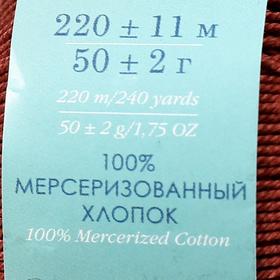 220 ± 11 м
50 ± 2 г
220 m/240 yards
50 ± 2 g/1,75 OZ
100%
МЕРСЕРИЗОВАННЫЙ
ХЛОПОК
100% Mercerized Cotton